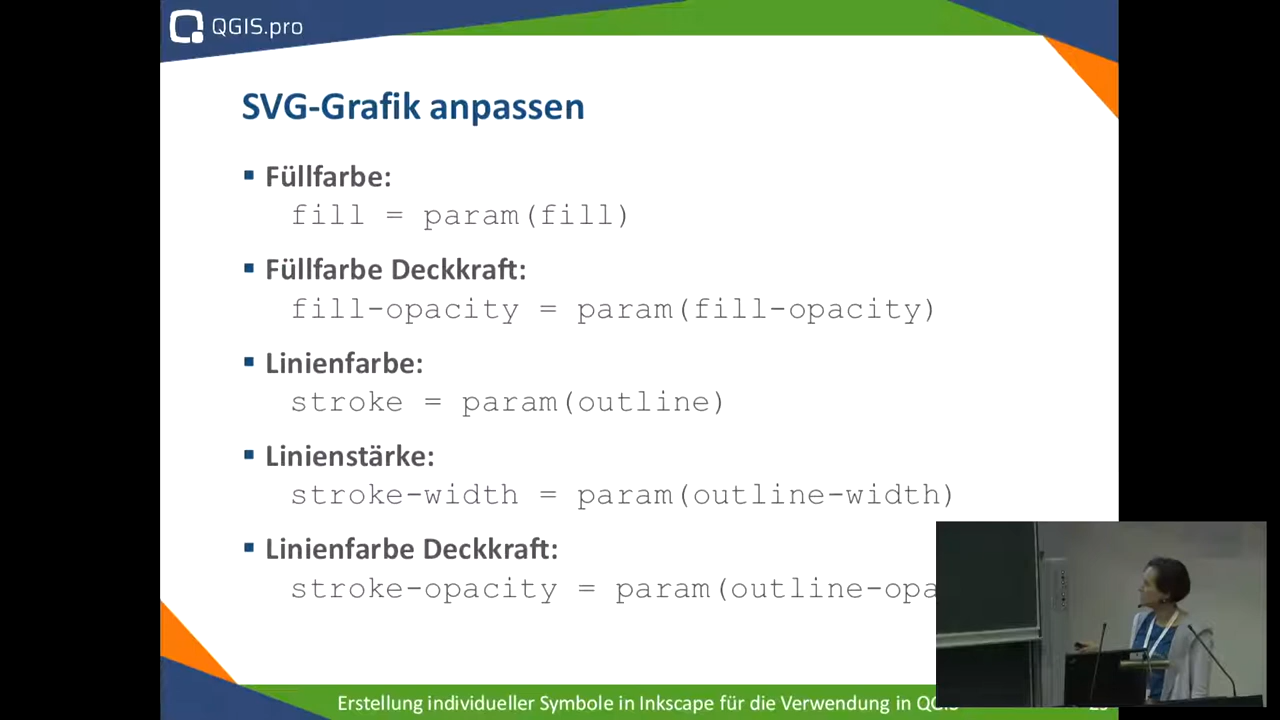 QGIS.pro
SVG-Grafik anpassen
▪ Füllfarbe:
fill = param(fill)
▪ Füllfarbe Deckkraft:
fill-opacity = param(fill-opacity)
▪ Linienfarbe:
stroke = param(outline)
▪ Linienstärke:
stroke-width = param(outline-width)
▪ Linienfarbe Deckkraft:
stroke-opacity = param(outline-opa
Erstellung individueller Symbole in Inkscape für die Verwendung in QGIS